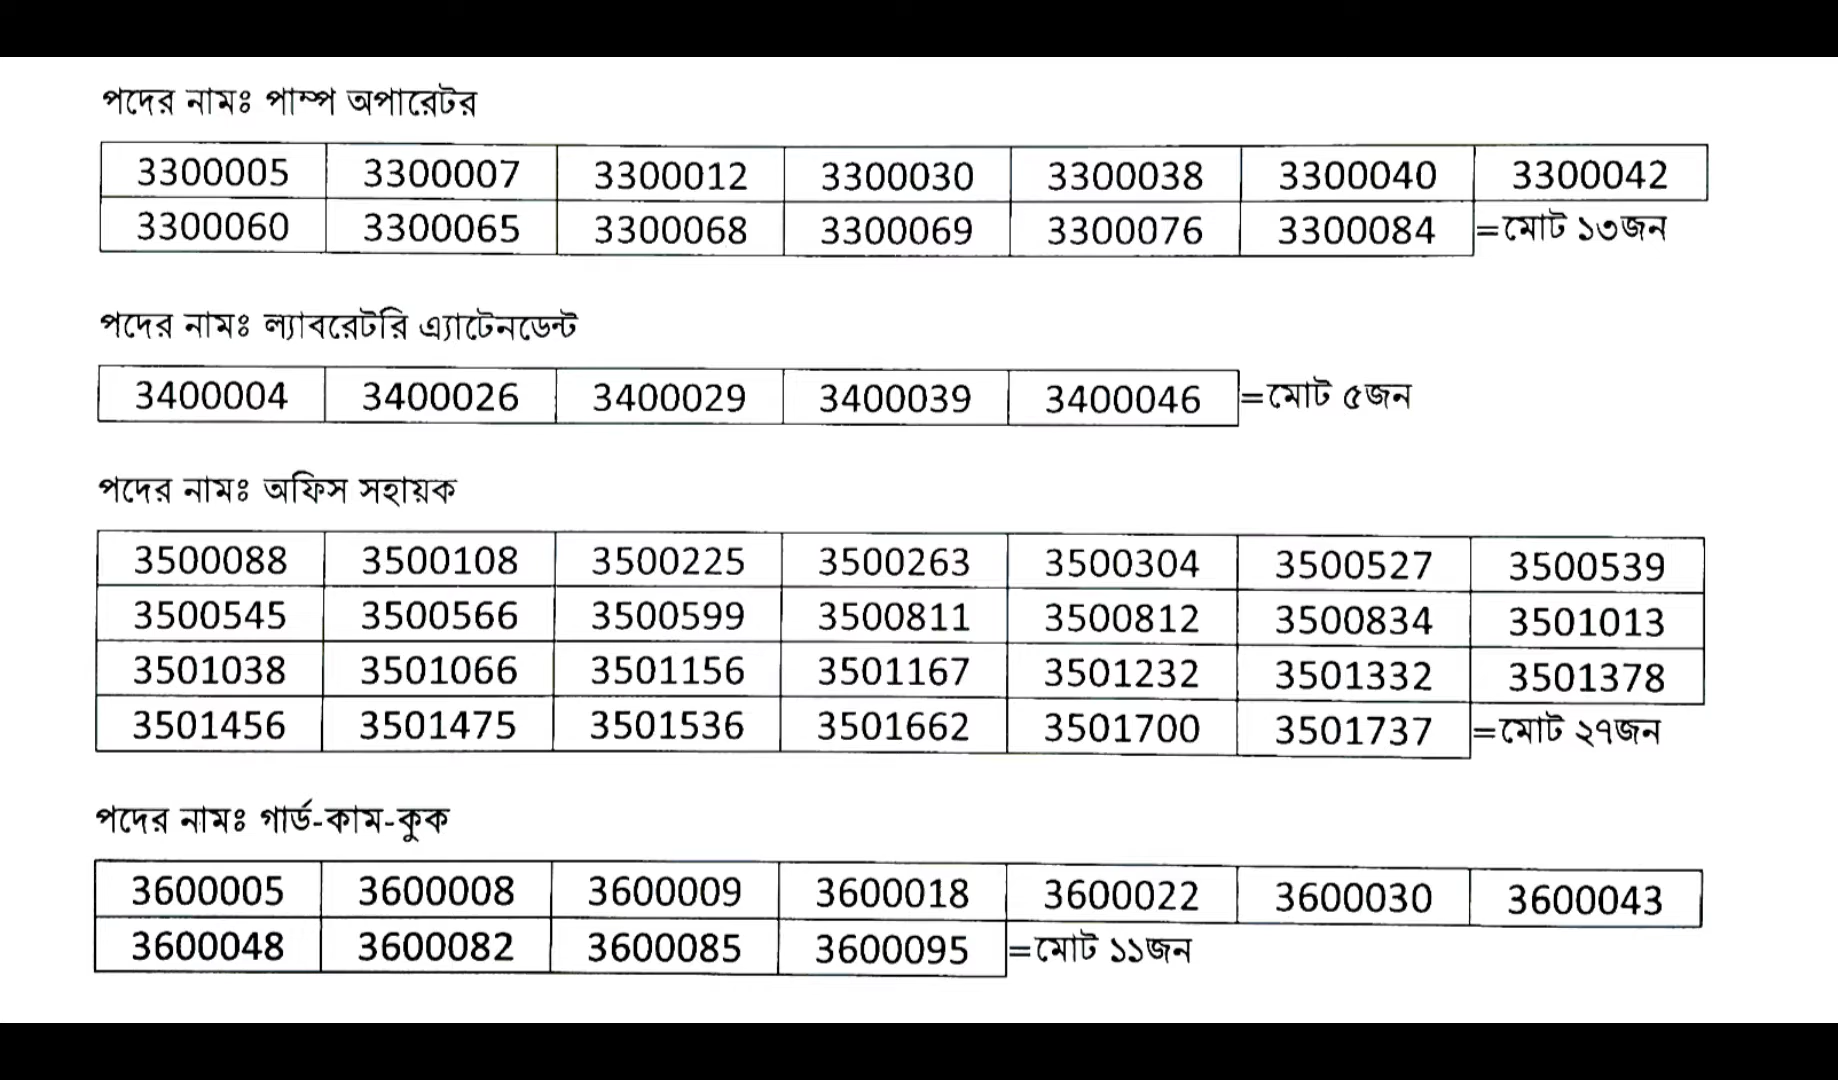 পদের নামঃ পাম্প অপারেটর
3300005 3300007 3300012 3300030 3300038 3300040 3300042
3300060 3300065 3300068 3300069 3300076 3300084 =মোট ১৩জন
পদের নামঃ ল্যাবরেটরি এ্যাটেনডেন্ট
3400004 3400026 3400029 3400039 3400046 =মোট ৫জন
পদের নামঃ অফিস সহায়ক
3500088 3500108 3500225 3500263 3500304 3500527 3500539
3500545 3500566 3500599 3500811 3500812 3500834 3501013
3501038 3501066 3501156 3501167 3501232 3501332 3501378
3501456 3501475 3501536 3501662 3501700 3501737 =মোট ২৭জন
পদের নামঃ গার্ড-কাম-কুক
3600005 3600008 3600009 3600018 3600022 3600030 3600043
3600048 3600082 3600085 3600095 =মোট ১১জন